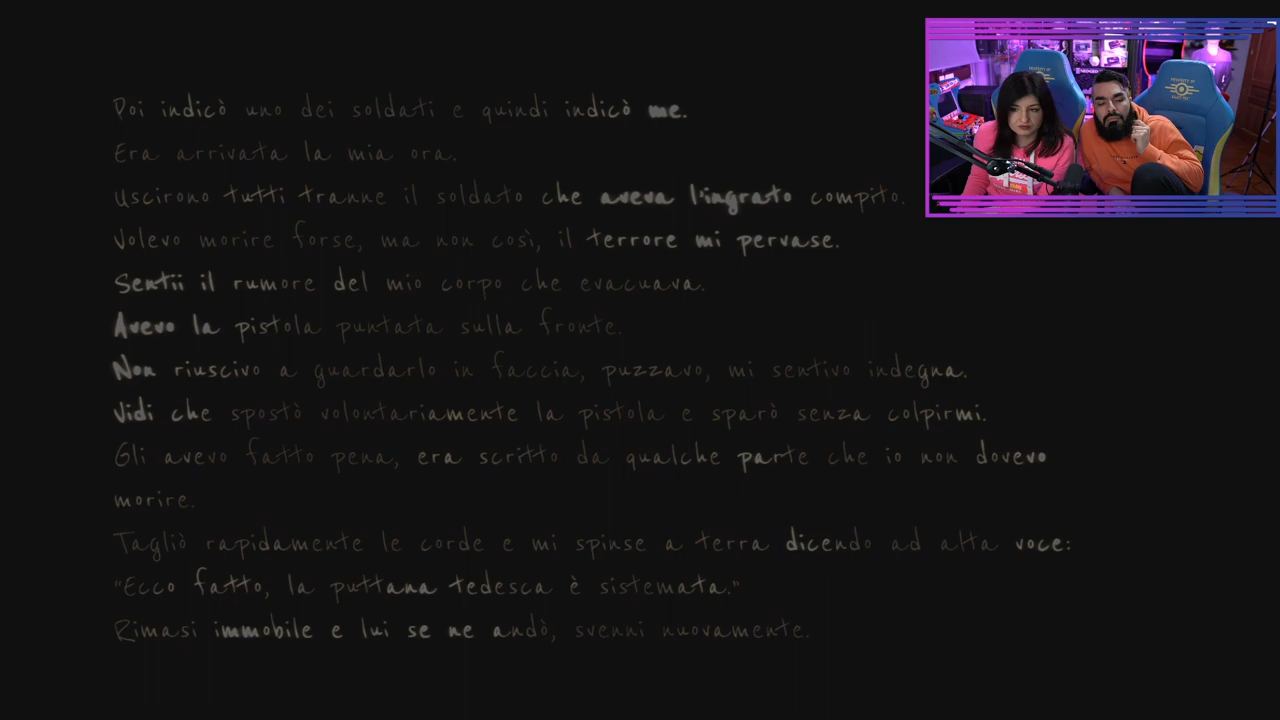 Poi indicò uno dei soldati e quindi indicò me.
Era arrivata la mia ora.
Uscirono tutti tranne il soldato che aveva l'ingrato compito.
Volevo morire forse, ma non così, il terrore mi pervase.
Sentii il rumore del mio corpo che evacuava.
Avevo la pistola puntata sulla fronte.
Non riuscivo a guardarlo in faccia, puzzavo, mi sentivo indegna.
Vidi che spostò volontariamente la pistola e sparò senza colpirmi.
Gli avevo fatto pena, era scritto da qualche parte che io non dovevo
morire.
Tagliò rapidamente le corde e mi spinse a terra dicendo ad alta voce:
"Ecco fatto, la puttana tedesca è sistemata."
Rimasi immobile e lui se ne andò, svenni nuovamente.